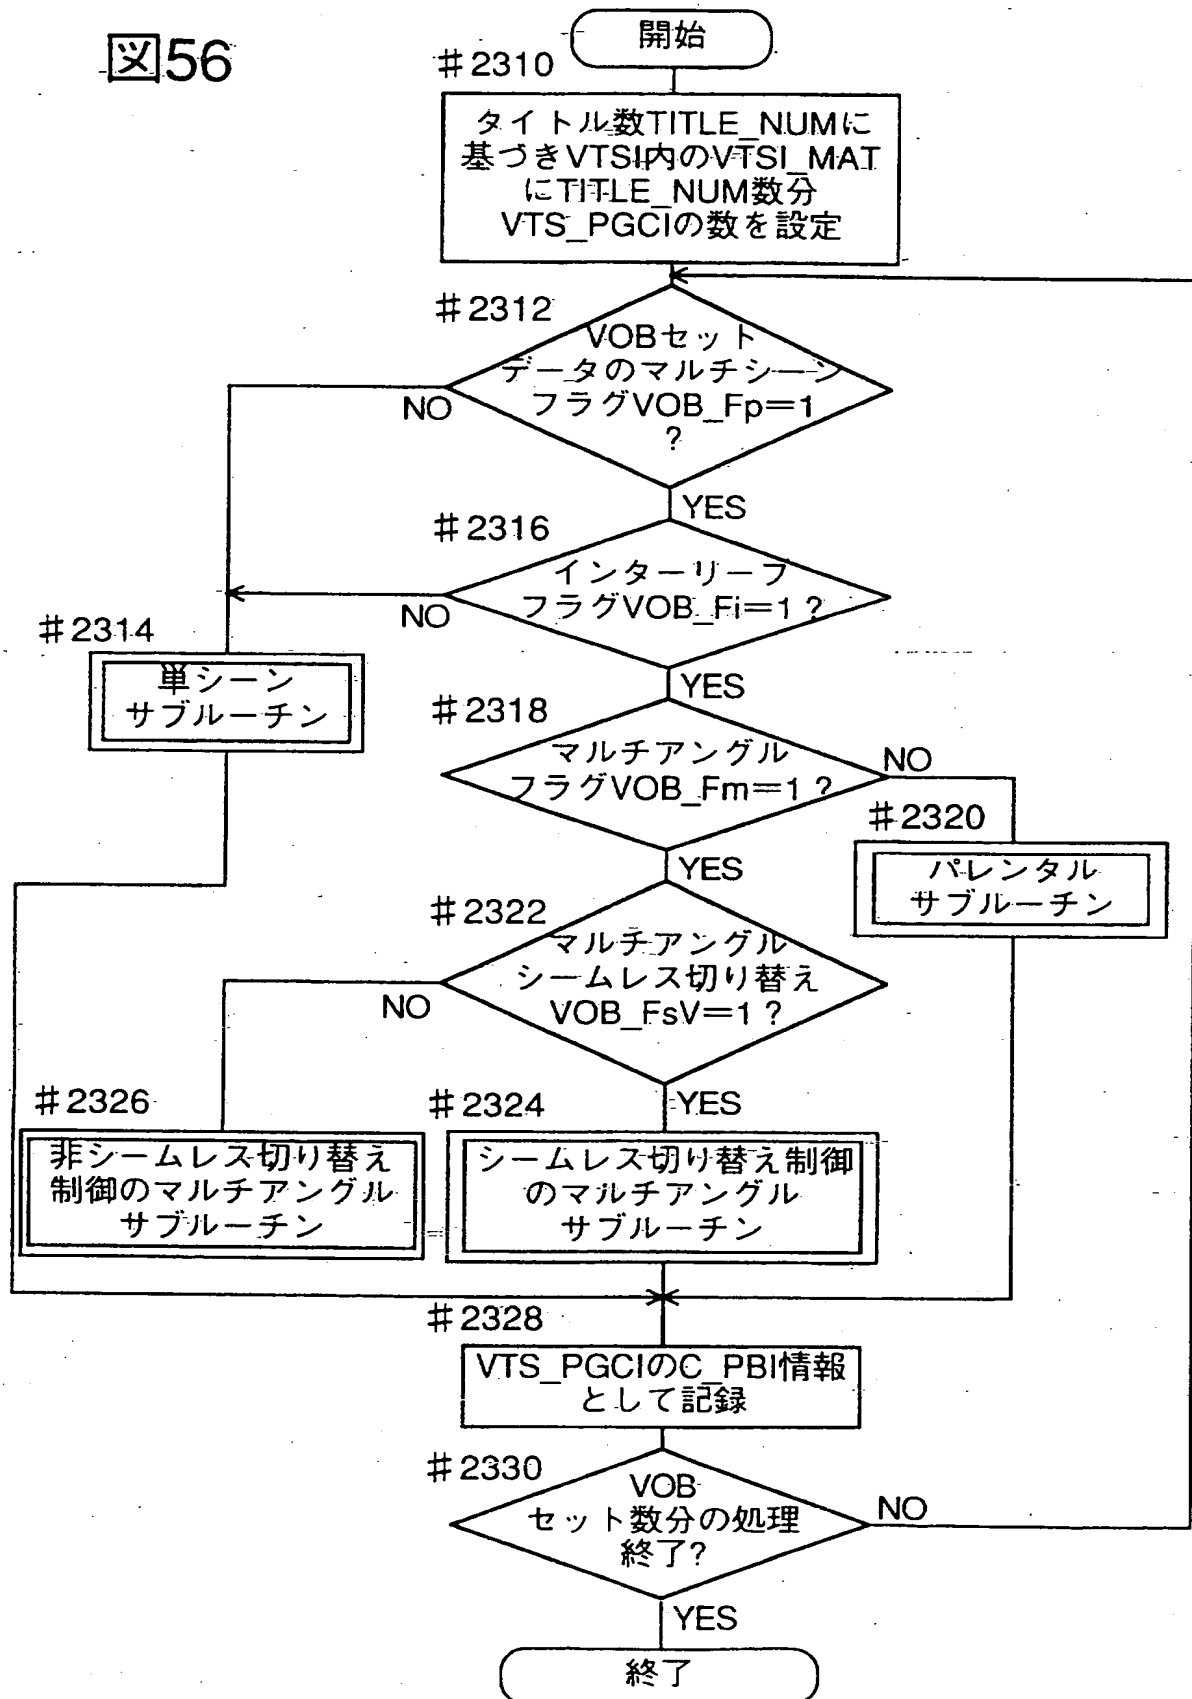 図56
開始
#2310
タイトル数TITLE_NUMに
基づきVTSI内のVTSI_MAT
にTITLE_NUM数分
VTS_PGCIの数を設定
#2312
VOBセット
データのマルチシーン
フラグVOB_Fp=1
?
NO
YES
#2316
インターリーフ
フラグVOB_Fi=1?
NO
YES
#2314
単シーン
サブルーチン
#2318
マルチアングル
フラグVOB_Fm=1?
NO
YES
#2320
パレンタル
サブルーチン
#2322
マルチアングル
シームレス切り替え
VOB_FsV=1?
NO
YES
#2326
非シームレス切り替え
制御のマルチアングル
サブルーチン
#2324
シームレス切り替え制御
のマルチアングル
サブルーチン
#2328
VTS_PGCIのC_PBI情報
として記録
#2330
VOB
セット数分の処理
終了?
NO
YES
終了